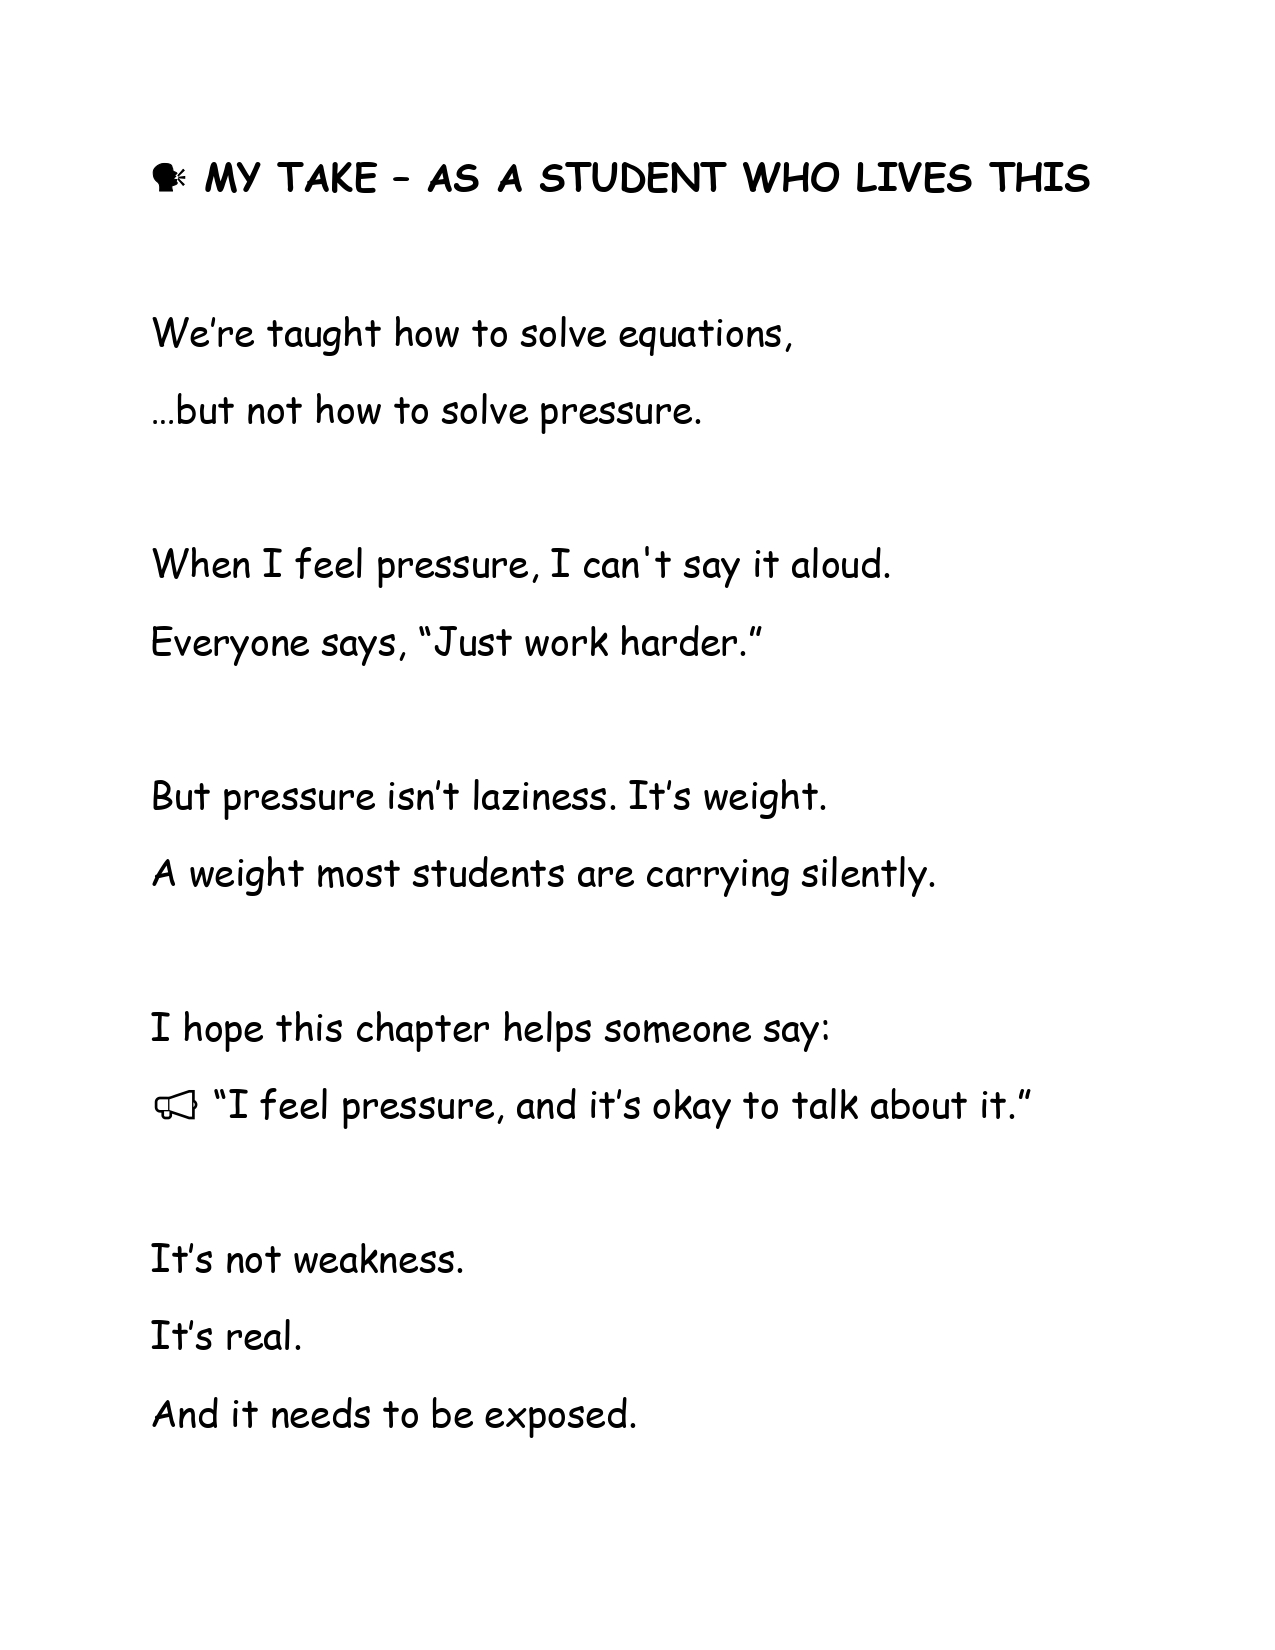 🗣 MY TAKE – AS A STUDENT WHO LIVES THIS
We’re taught how to solve equations,
…but not how to solve pressure.
When I feel pressure, I can't say it aloud.
Everyone says, “Just work harder.”
But pressure isn’t laziness. It’s weight.
A weight most students are carrying silently.
I hope this chapter helps someone say:
📢 “I feel pressure, and it’s okay to talk about it.”
It’s not weakness.
It’s real.
And it needs to be exposed.